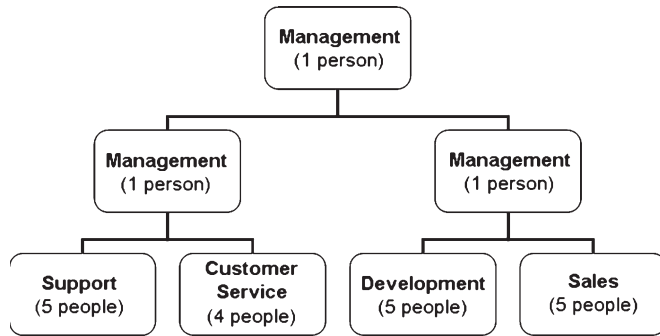 Management
(1 person)
Management
(1 person)
Management
(1 person)
Support
(5 people)
Customer
Service
(4 people)
Development
(5 people)
Sales
(5 people)